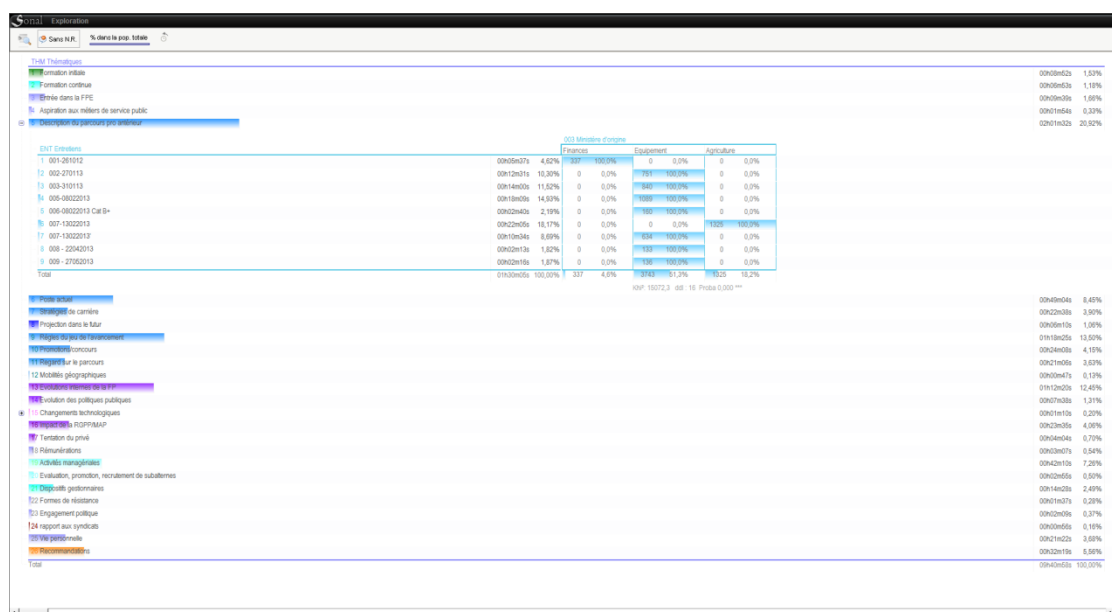 Sonal Exploration
Sans N.R. % dans la pop. totale
THM Thématiques
1 Formation initiale 00h08m52s 1,53%
2 Formation continue 00h06m53s 1,18%
3 Entrée dans la FPE 00h09m39s 1,66%
4 Aspiration aux métiers de service public 00h01m54s 0,33%
5 Description du parcours pro antérieur 02h01m32s 20,92%
003 Ministère d'origine
ENT Entretiens Finances Equipement Agriculture
1 001-261012 00h05m37s 4,62% 337 100,0% 0 0,0% 0 0,0%
2 002-270113 00h12m31s 10,30% 0 0,0% 751 100,0% 0 0,0%
3 003-310113 00h14m00s 11,52% 0 0,0% 840 100,0% 0 0,0%
4 005-08022013 00h18m09s 14,93% 0 0,0% 1089 100,0% 0 0,0%
5 006-08022013 Cat B+ 00h02m40s 2,19% 0 0,0% 160 100,0% 0 0,0%
6 007-13022013 00h22m05s 18,17% 0 0,0% 0 0,0% 1325 100,0%
7 007-13022013' 00h10m34s 8,69% 0 0,0% 634 100,0% 0 0,0%
8 008 - 22042013 00h02m13s 1,82% 0 0,0% 133 100,0% 0 0,0%
9 009 - 27052013 00h02m16s 1,87% 0 0,0% 136 100,0% 0 0,0%
Total 01h30m05s 100,00% 337 4,6% 3743 51,3% 1325 18,2%
Khi²: 15072,3 ddl : 16 Proba 0,000 ***
6 Poste actuel 00h49m04s 8,45%
7 Stratégies de carrière 00h22m38s 3,90%
8 Projection dans le futur 00h06m10s 1,06%
9 Règles du jeu de l'avancement 01h18m25s 13,50%
10 Promotions/concours 00h24m08s 4,15%
11 Regard sur le parcours 00h21m06s 3,63%
12 Mobilités géographiques 00h00m47s 0,13%
13 Evolutions internes de la FP 01h12m20s 12,45%
14 Evolution des politiques publiques 00h07m38s 1,31%
15 Changements technologiques 00h01m10s 0,20%
16 Impact de la RGPP/MAP 00h23m36s 4,06%
17 Tentation du privé 00h04m04s 0,70%
18 Rémunérations 00h03m07s 0,54%
Activités managériales 00h42m10s 7,26%
Evaluation, promotion, recrutement de subalternes 00h02m55s 0,50%
21 Dispositifs gestionnaires 00h14m28s 2,49%
22 Formes de résistance 00h01m37s 0,28%
23 Engagement politique 00h02m09s 0,37%
24 rapport aux syndicats 00h00m56s 0,16%
25 Vie personnelle 00h21m22s 3,68%
Recommandations 00h32m19s 5,56%
Total 09h40m58s 100,00%